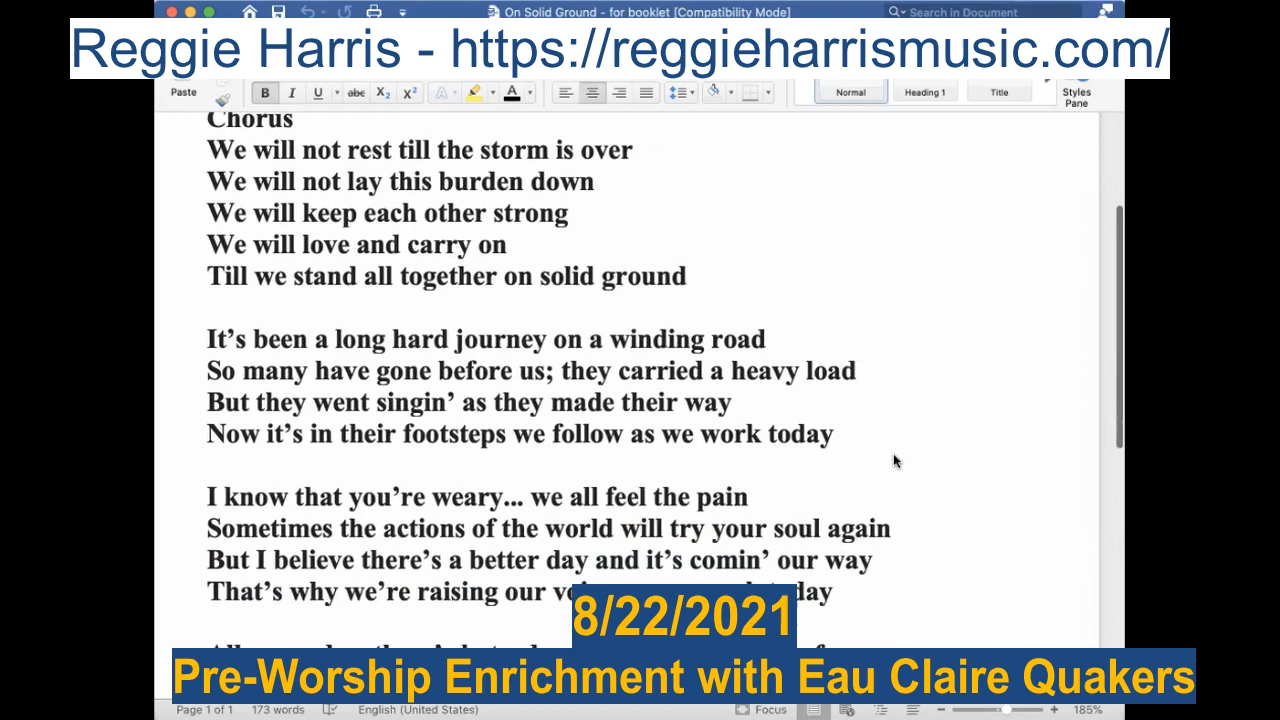 On Solid Ground - for booklet [Compatibility Mode]
Search in Document
Reggie Harris - https://reggieharrismusic.com/
Paste
B I U abc X₂ X² A A
Normal
Heading 1
Title
Styles
Pane
Chorus
We will not rest till the storm is over
We will not lay this burden down
We will keep each other strong
We will love and carry on
Till we stand all together on solid ground
It’s been a long hard journey on a winding road
So many have gone before us; they carried a heavy load
But they went singin’ as they made their way
Now it’s in their footsteps we follow as we work today
I know that you’re weary... we all feel the pain
Sometimes the actions of the world will try your soul again
But I believe there’s a better day and it’s comin’ our way
That’s why we’re raising our
8/22/2021
Pre-Worship Enrichment with Eau Claire Quakers
Page 1 of 1
173 words
English (United States)
Focus
185%